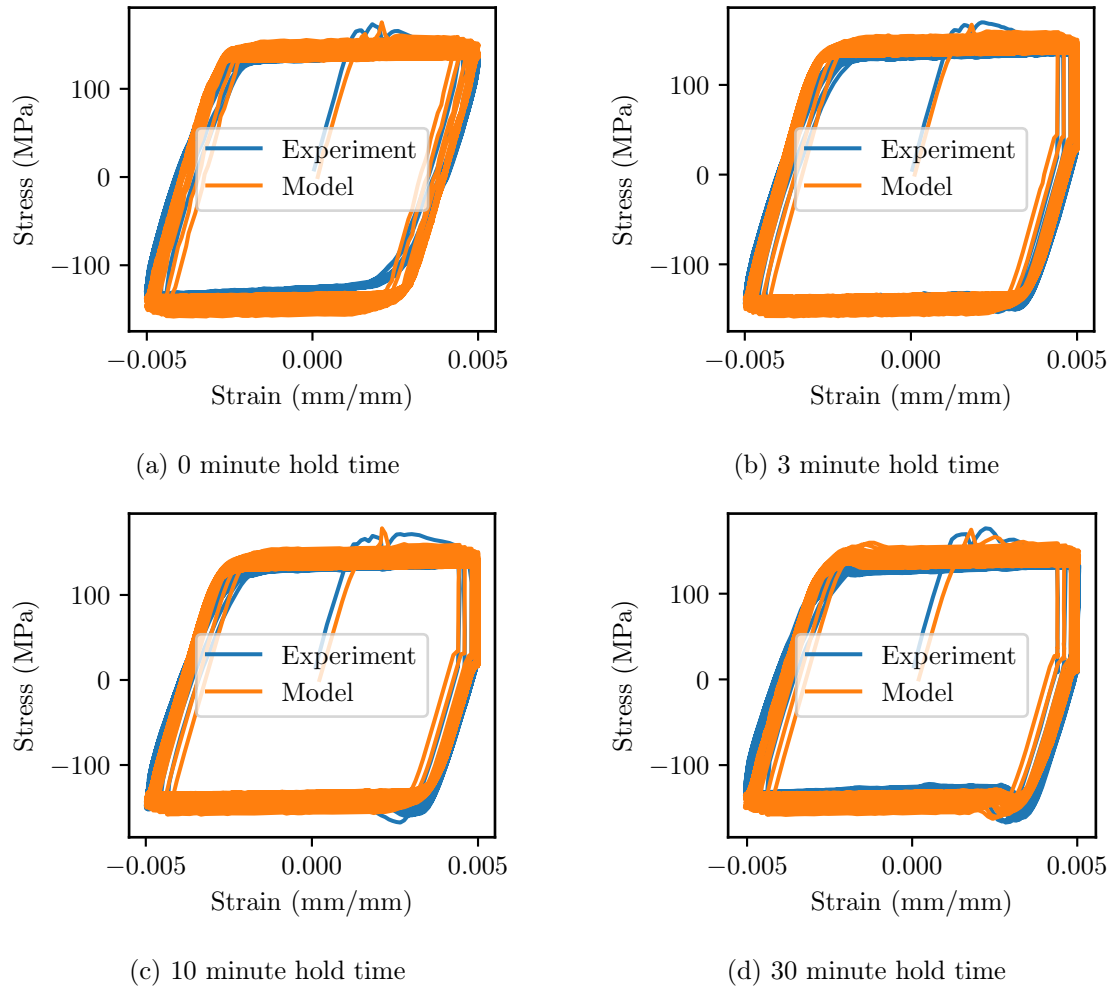 100
0
−100
Stress (MPa)
Experiment
Model
−0.005
0.000
0.005
Strain (mm/mm)
(a) 0 minute hold time
100
0
−100
Stress (MPa)
Experiment
Model
−0.005
0.000
0.005
Strain (mm/mm)
(b) 3 minute hold time
100
0
−100
Stress (MPa)
Experiment
Model
−0.005
0.000
0.005
Strain (mm/mm)
(c) 10 minute hold time
100
0
−100
Stress (MPa)
Experiment
Model
−0.005
0.000
0.005
Strain (mm/mm)
(d) 30 minute hold time